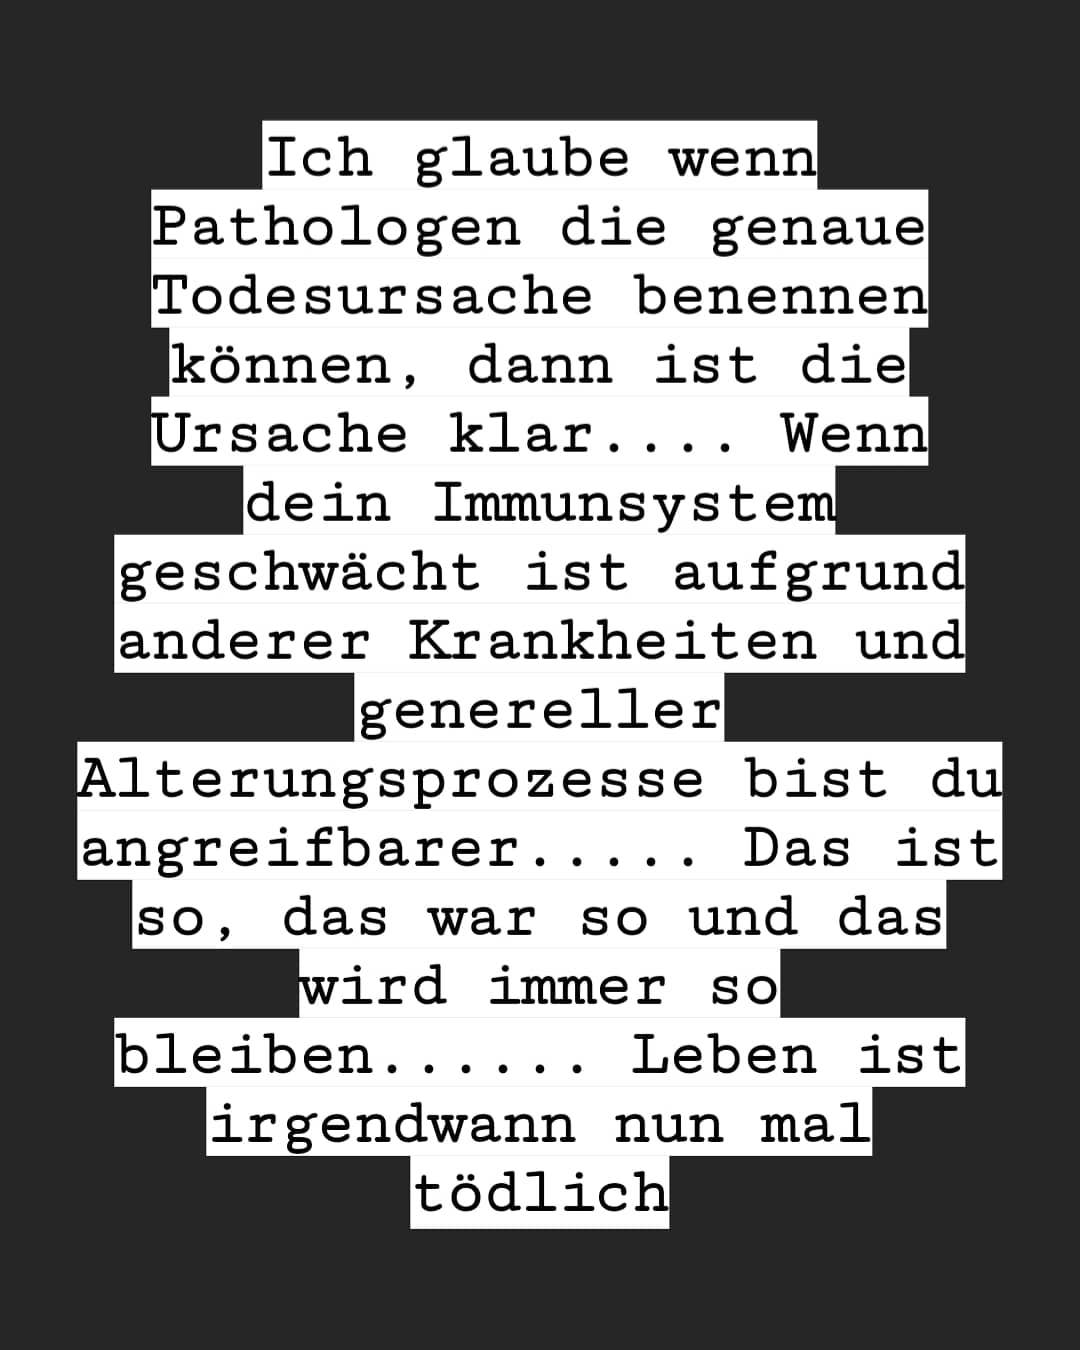 Ich glaube wenn
Pathologen die genaue
Todesursache benennen
können, dann ist die
Ursache klar.... Wenn
dein Immunsystem
geschwächt ist aufgrund
anderer Krankheiten und
genereller
Alterungsprozesse bist du
angreifbarer..... Das ist
so, das war so und das
wird immer so
bleiben...... Leben ist
irgendwann nun mal
tödlich